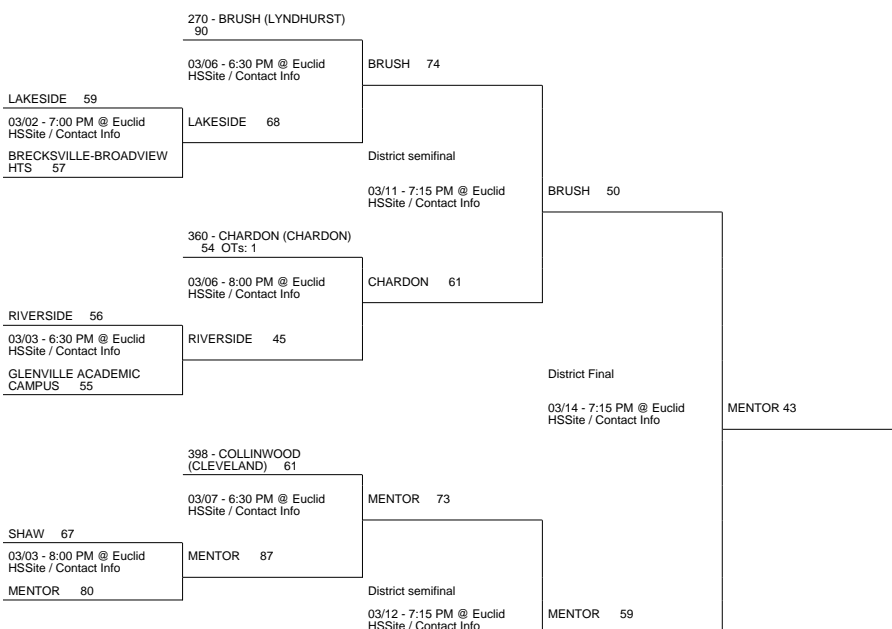 270 - BRUSH (LYNDHURST)
90
03/06 - 6:30 PM @ Euclid
HSSite / Contact Info
BRUSH 74
LAKESIDE 59
03/02 - 7:00 PM @ Euclid
HSSite / Contact Info
LAKESIDE 68
BRECKSVILLE-BROADVIEW
HTS 57
District semifinal
03/11 - 7:15 PM @ Euclid
HSSite / Contact Info
BRUSH 50
360 - CHARDON (CHARDON)
54 OTs: 1
03/06 - 8:00 PM @ Euclid
HSSite / Contact Info
CHARDON 61
RIVERSIDE 56
03/03 - 6:30 PM @ Euclid
HSSite / Contact Info
RIVERSIDE 45
GLENVILLE ACADEMIC
CAMPUS 55
District Final
03/14 - 7:15 PM @ Euclid
HSSite / Contact Info
MENTOR 43
398 - COLLINWOOD
(CLEVELAND) 61
03/07 - 6:30 PM @ Euclid
HSSite / Contact Info
MENTOR 73
SHAW 67
03/03 - 8:00 PM @ Euclid
HSSite / Contact Info
MENTOR 87
MENTOR 80
District semifinal
03/12 - 7:15 PM @ Euclid
HSSite / Contact Info
MENTOR 59